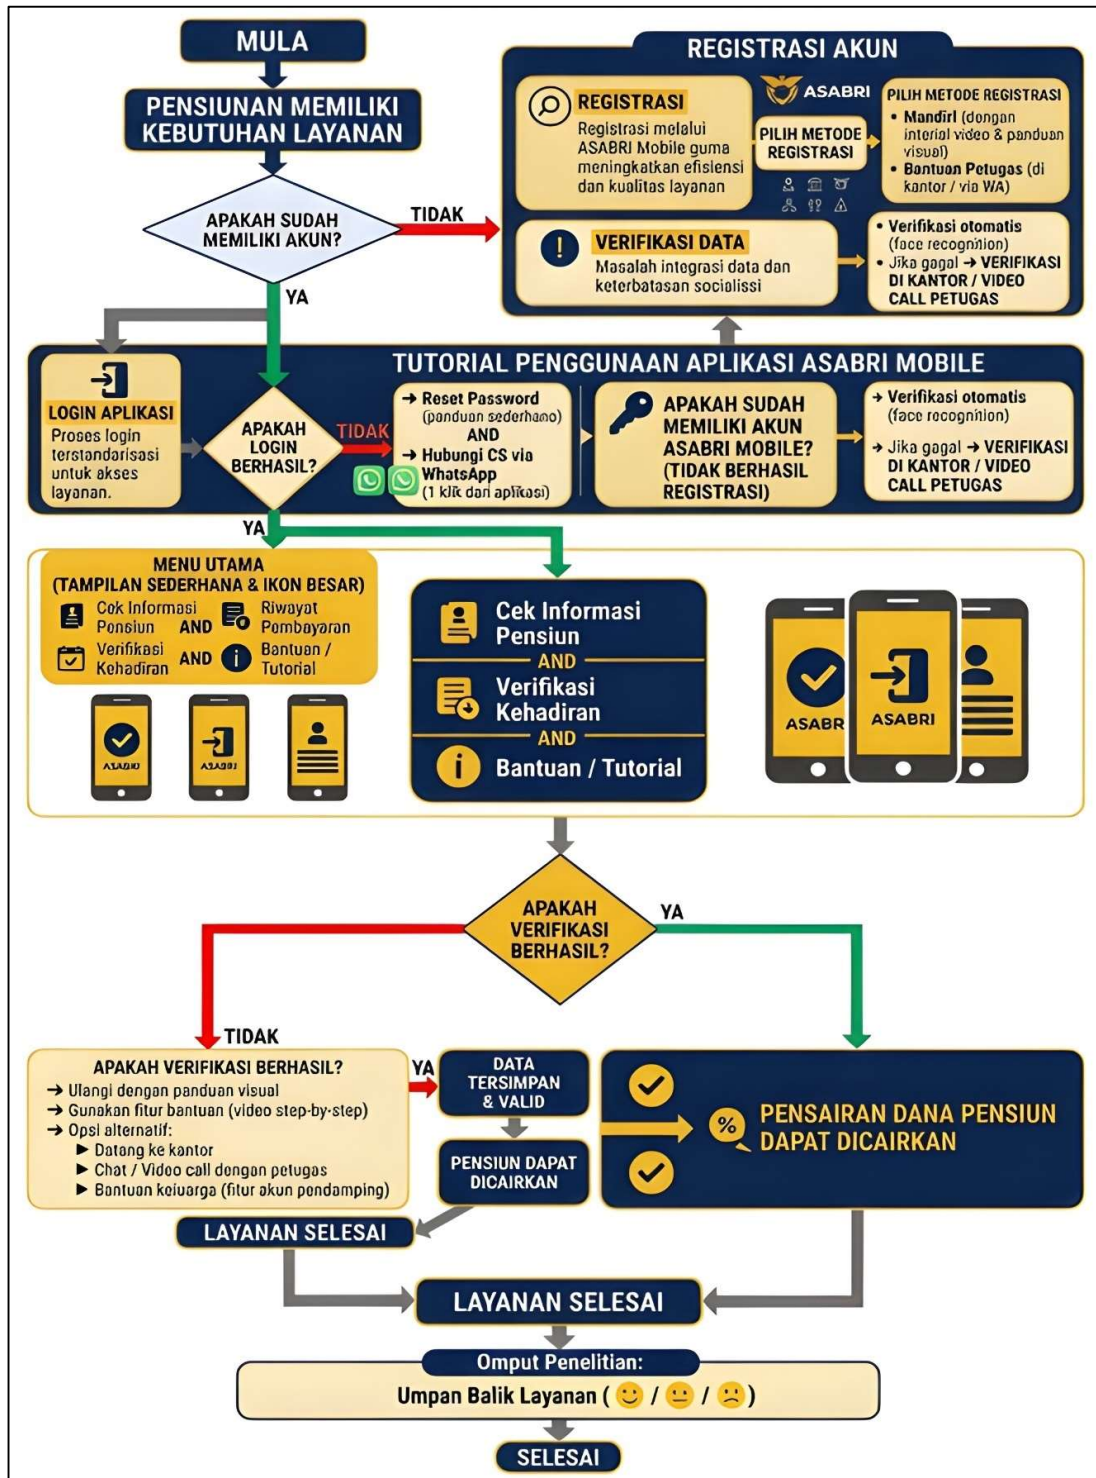 MULA
PENSIUNAN MEMILIKI
KEBUTUHAN LAYANAN
APAKAH SUDAH
MEMILIKI AKUN?
TIDAK
YA
REGISTRASI AKUN
REGISTRASI
Registrasi melalui
ASABRI Mobile guma
meningkatkan efisiensi
dan kualitas layanan
ASABRI
PILIH METODE
REGISTRASI
PILIH METODE REGISTRASI
• Mandiri (dengan
interial video & panduan
visual)
• Bantuan Petugas (di
kantor / via WA)
VERIFIKASI DATA
Masalah integrasi data dan
keterbatasan socialissi
• Verifikasi otomatis
(face recognition)
• Jika gagal → VERIFIKASI
DI KANTOR / VIDEO
CALL PETUGAS
TUTORIAL PENGGUNAAN APLIKASI ASABRI MOBILE
LOGIN APLIKASI
Proses login
terstandarisasi
untuk akses
layanan.
APAKAH
LOGIN
BERHASIL?
TIDAK
→ Reset Password
(panduan sederhano)
AND
→ Hubungi CS via
WhatsApp
(1 klik dari aplikasi)
APAKAH SUDAH
MEMILIKI AKUN
ASABRI MOBILE?
(TIDAK BERHASIL
REGISTRASI)
→ Verifikasi otomatis
(face recognition)
→ Jika gagal → VERIFIKASI
DI KANTOR / VIDEO
CALL PETUGAS
YA
MENU UTAMA
(TAMPILAN SEDERHANA & IKON BESAR)
Cek Informasi
Pensiun
AND
Riwayat
Pembayaran
Verifikasi
Kehadiran
AND
Bantuan /
Tutorial
Cek Informasi
Pensiun
AND
Verifikasi
Kehadiran
AND
Bantuan / Tutorial
ASABRI
ASABRI
APAKAH
VERIFIKASI
BERHASIL?
YA
TIDAK
APAKAH VERIFIKASI BERHASIL?
→ Ulangi dengan panduan visual
→ Gunakan fitur bantuan (video step-by-step)
→ Opsi alternatif:
▶ Datang ke kantor
▶ Chat / Video call dengan petugas
▶ Bantuan keluarga (fitur akun pendamping)
YA
DATA
TERSIMPAN
& VALID
PENSIUN DAPAT
DICAIRKAN
LAYANAN SELESAI
% PENSAIRAN DANA PENSIUN
DAPAT DICAIRKAN
LAYANAN SELESAI
Omput Penelitian:
Umpan Balik Layanan (🙂 / 😐 / 🙁)
SELESAI